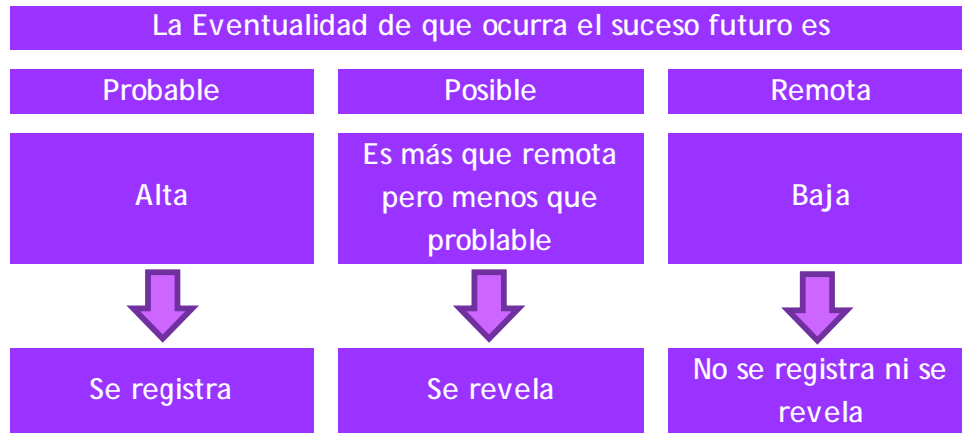 La Eventualidad de que ocurra el suceso futuro es
Probable
Posible
Remota
Alta
Es más que remota
pero menos que
problable
Baja
Se registra
Se revela
No se registra ni se
revela